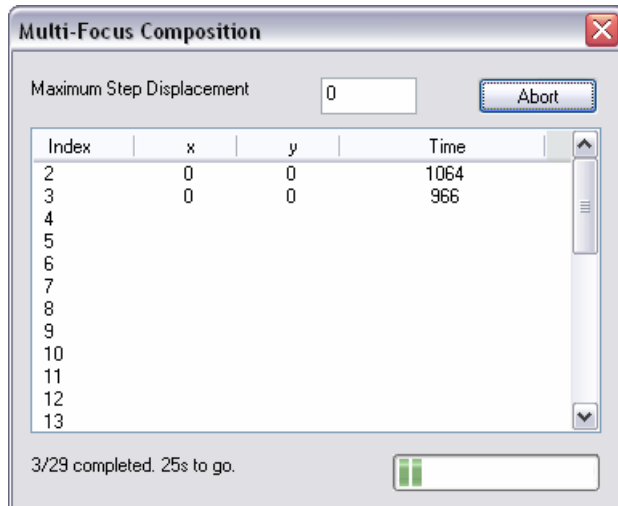 Multi-Focus Composition
Maximum Step Displacement 0 Abort
Index x y Time
2 0 0 1064
3 0 0 966
4
5
6
7
8
9
10
11
12
13
3/29 completed. 25s to go.